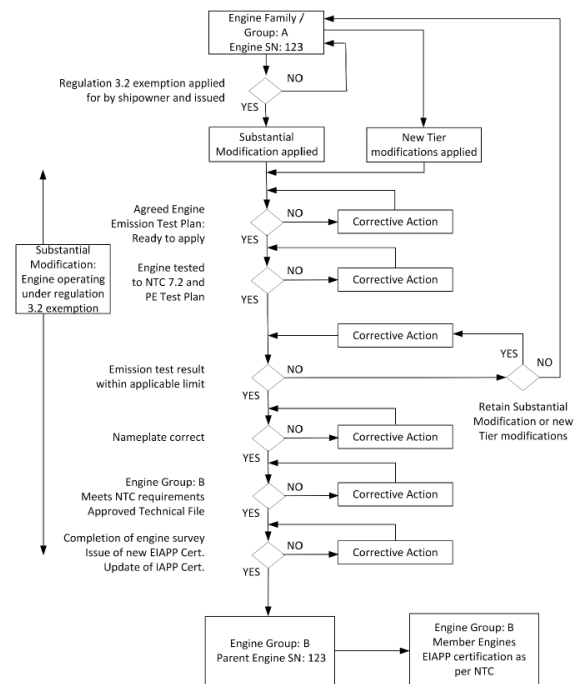 Engine Family /
Group: A
Engine SN: 123
Regulation 3.2 exemption applied
for by shipowner and issued
NO
YES
Substantial
Modification applied
New Tier
modifications applied
Agreed Engine
Emission Test Plan:
Ready to apply
NO
Corrective Action
YES
Substantial
Modification:
Engine operating
under regulation
3.2 exemption
Engine tested
to NTC 7.2 and
PE Test Plan
NO
Corrective Action
YES
Corrective Action
YES
NO
Emission test result
within applicable limit
NO
YES
Retain Substantial
Modification or new
Tier modifications
Nameplate correct
NO
Corrective Action
YES
Engine Group: B
Meets NTC requirements
Approved Technical File
NO
Corrective Action
YES
Completion of engine survey
Issue of new EIAPP Cert.
Update of IAPP Cert.
NO
Corrective Action
YES
Engine Group: B
Parent Engine SN: 123
Engine Group: B
Member Engines
EIAPP certification as
per NTC